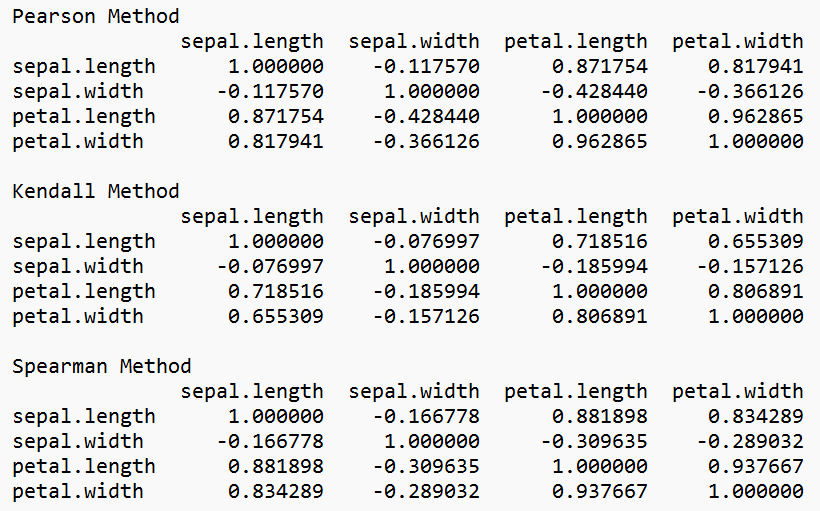 Pearson Method
sepal.length sepal.width petal.length petal.width
sepal.length 1.000000 -0.117570 0.871754 0.817941
sepal.width -0.117570 1.000000 -0.428440 -0.366126
petal.length 0.871754 -0.428440 1.000000 0.962865
petal.width 0.817941 -0.366126 0.962865 1.000000
Kendall Method
sepal.length sepal.width petal.length petal.width
sepal.length 1.000000 -0.076997 0.718516 0.655309
sepal.width -0.076997 1.000000 -0.185994 -0.157126
petal.length 0.718516 -0.185994 1.000000 0.806891
petal.width 0.655309 -0.157126 0.806891 1.000000
Spearman Method
sepal.length sepal.width petal.length petal.width
sepal.length 1.000000 -0.166778 0.881898 0.834289
sepal.width -0.166778 1.000000 -0.309635 -0.289032
petal.length 0.881898 -0.309635 1.000000 0.937667
petal.width 0.834289 -0.289032 0.937667 1.000000